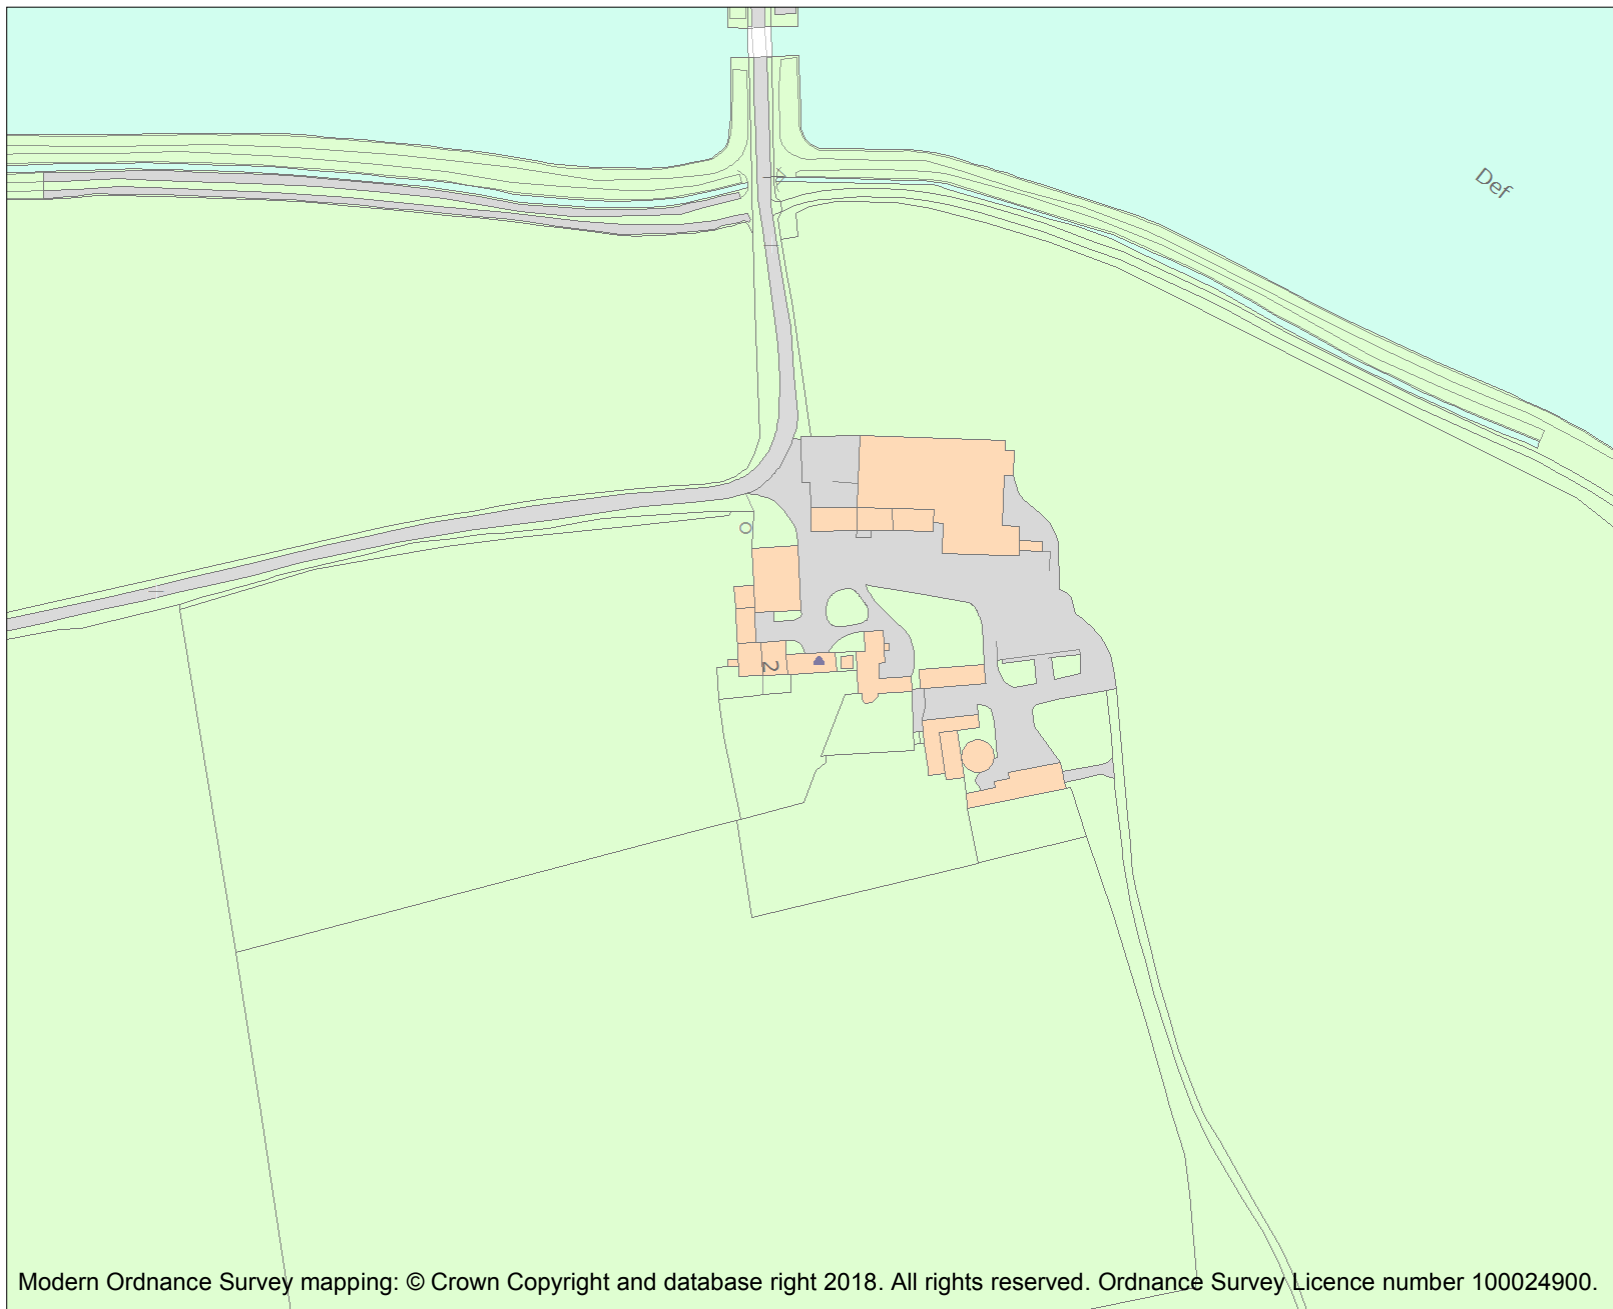 Def
2
Modern Ordnance Survey mapping: © Crown Copyright and database right 2018. All rights reserved. Ordnance Survey Licence number 100024900.